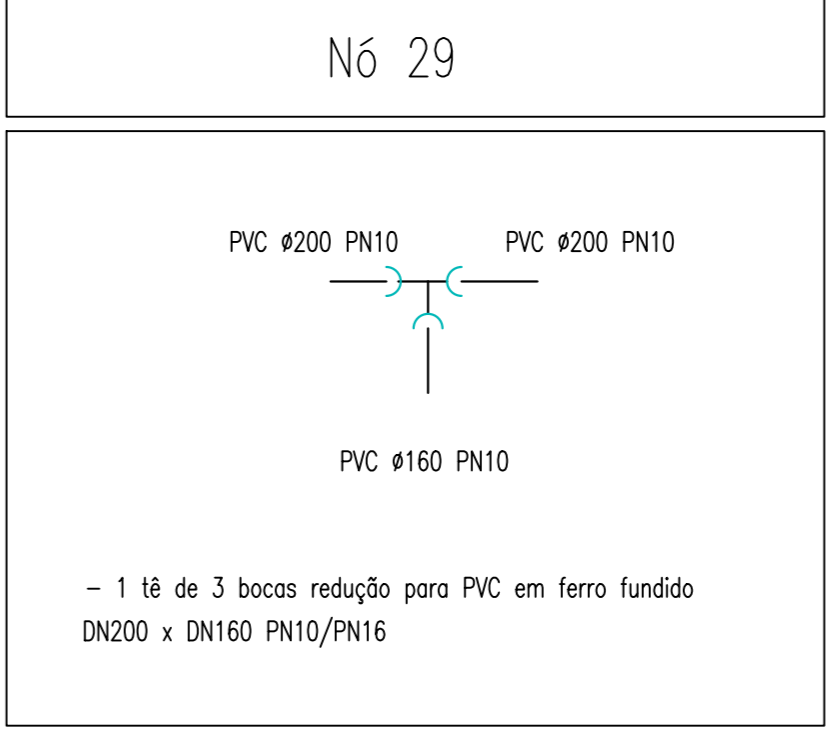 Nó 29
PVC ø200 PN10
PVC ø200 PN10
PVC ø160 PN10
– 1 tê de 3 bocas redução para PVC em ferro fundido
DN200 x DN160 PN10/PN16